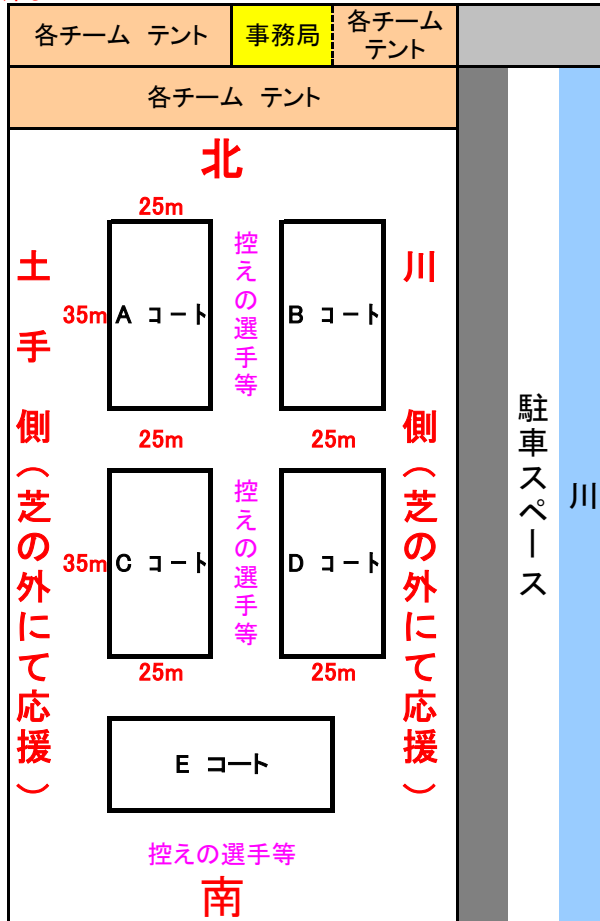 各チーム テント
事務局
各チーム
テント
各チーム テント
北
25m
土手側(芝の外にて応援)
35m
A コート
控えの選手等
B コート
川側(芝の外にて応援)
25m
25m
35m
C コート
控えの選手等
D コート
25m
25m
E コート
控えの選手等
南
駐車スペース
川